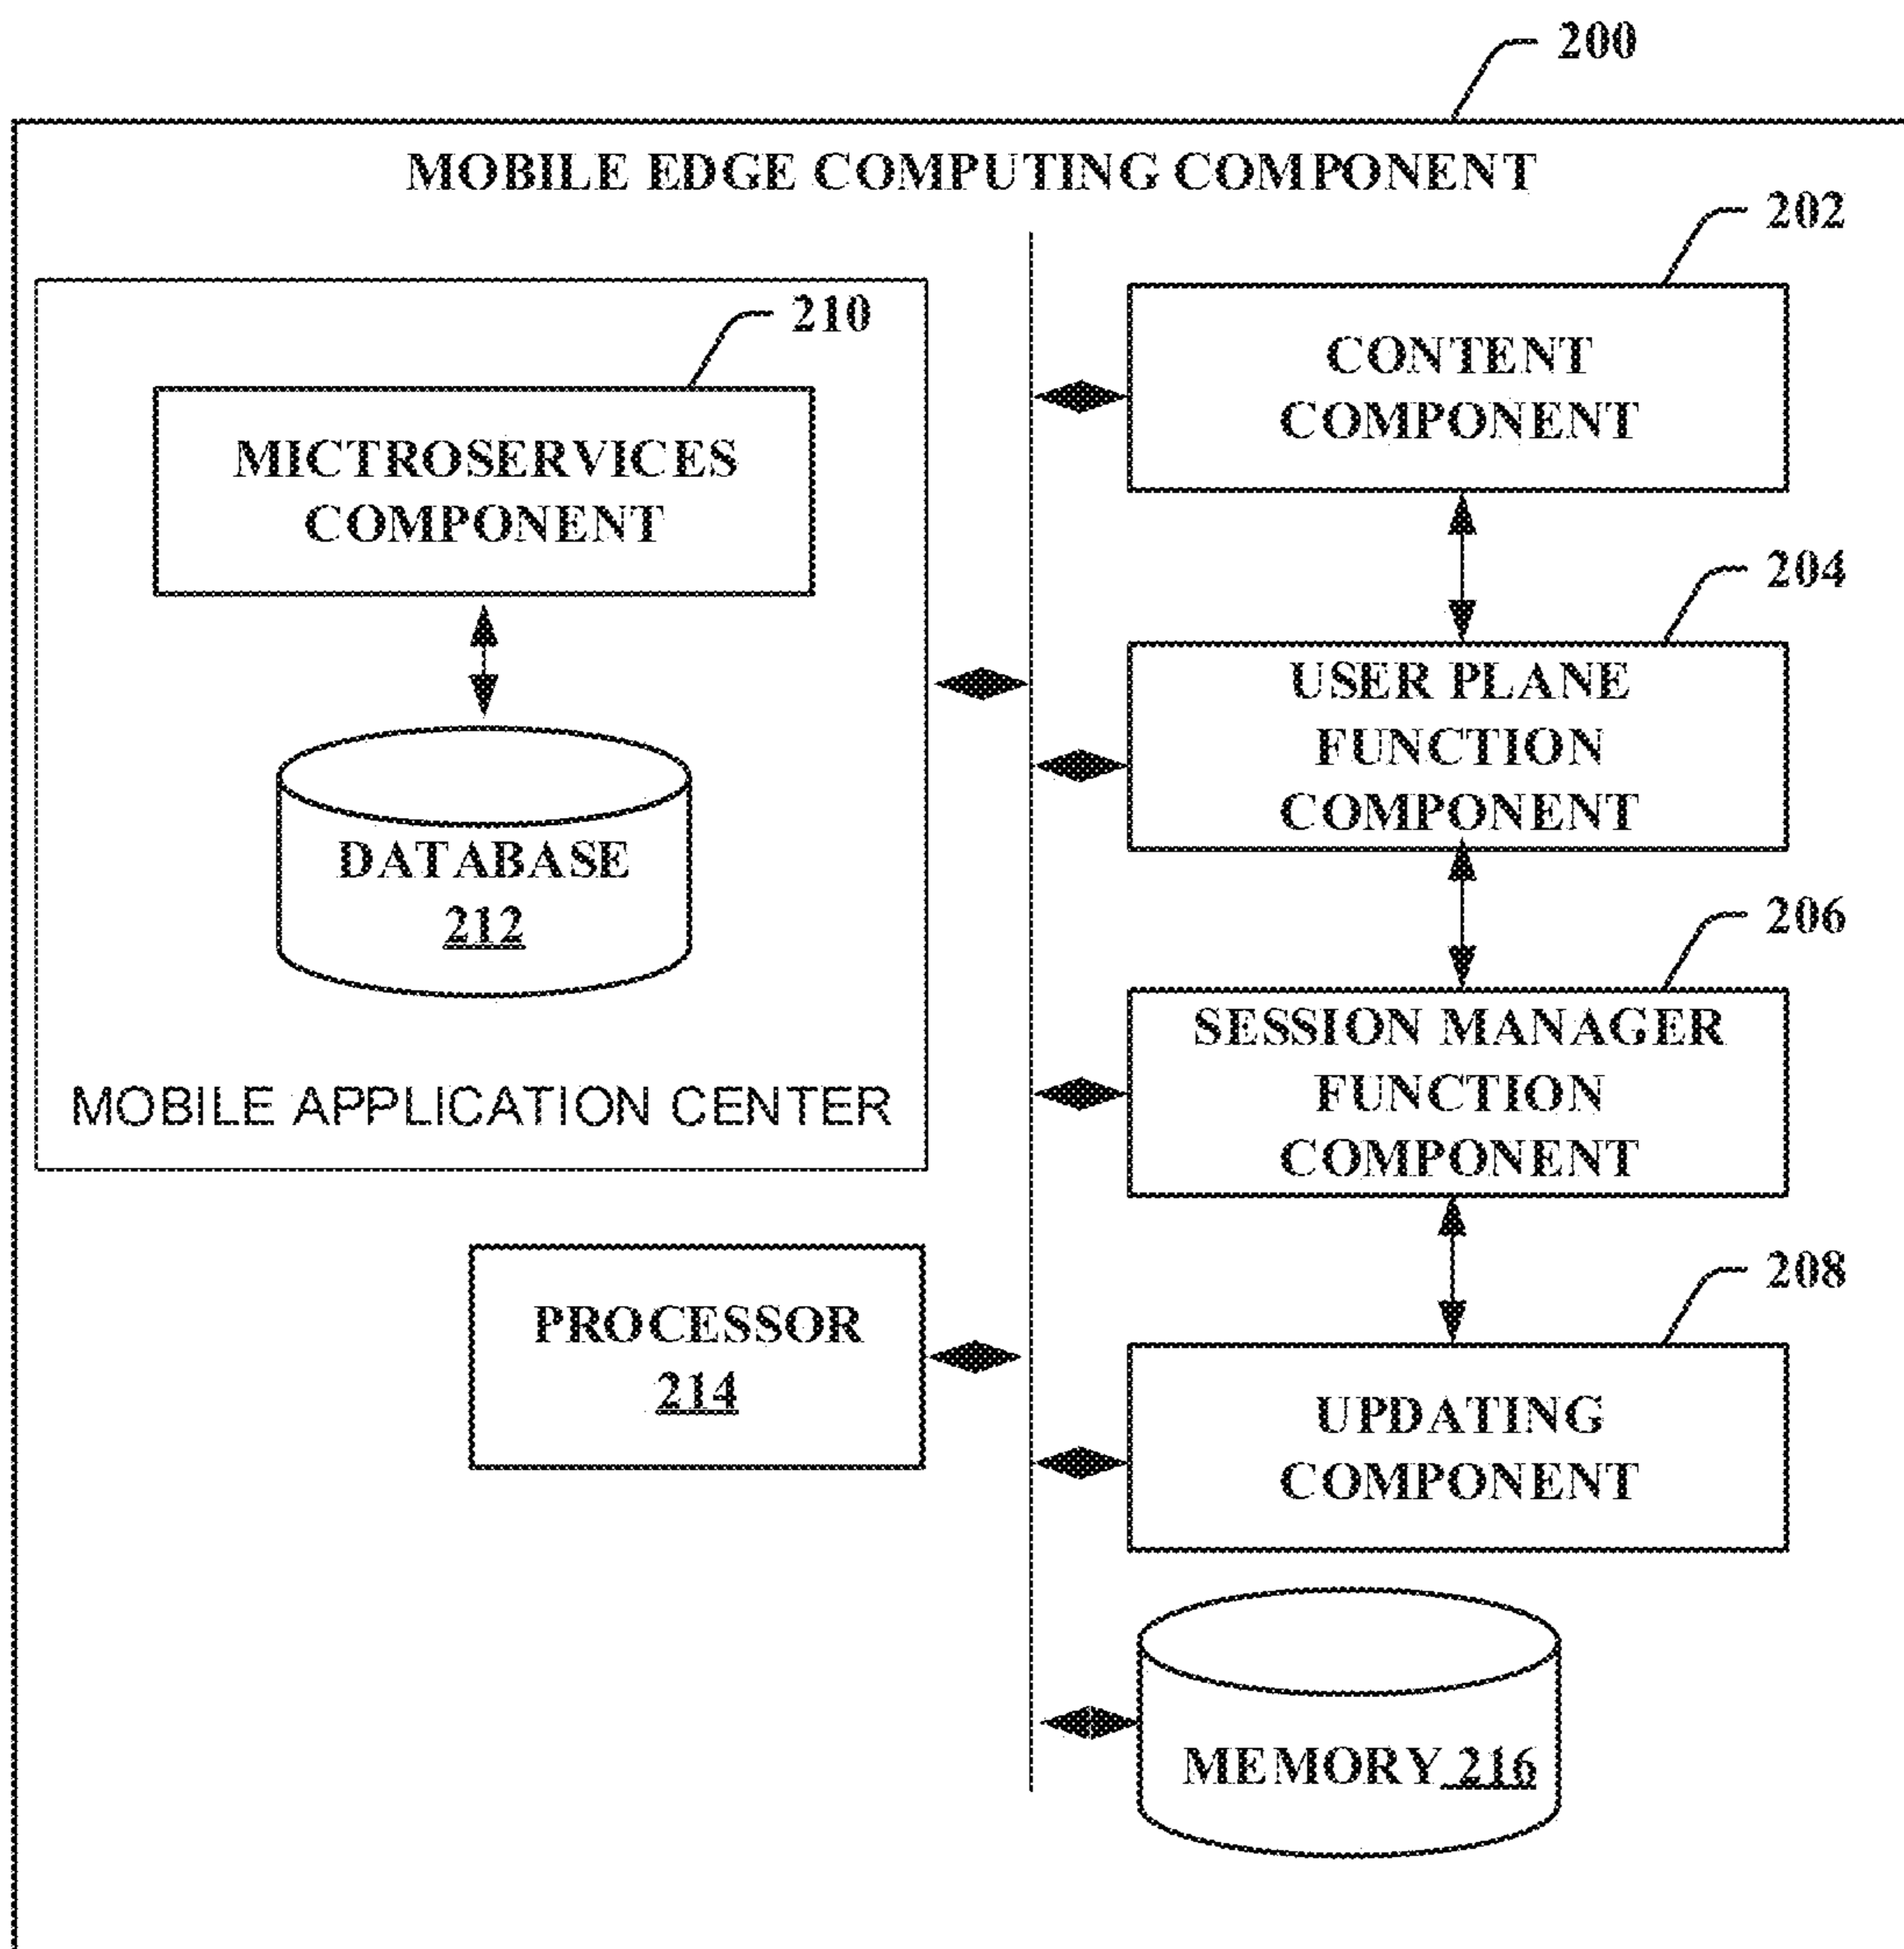 200
MOBILE EDGE COMPUTING COMPONENT
202
210
CONTENT
COMPONENT
MICTROSERVICES
COMPONENT
204
USER PLANE
FUNCTION
COMPONENT
DATABASE
212
206
SESSION MANAGER
FUNCTION
COMPONENT
MOBILE APPLICATION CENTER
208
PROCESSOR
214
UPDATING
COMPONENT
MEMORY 216